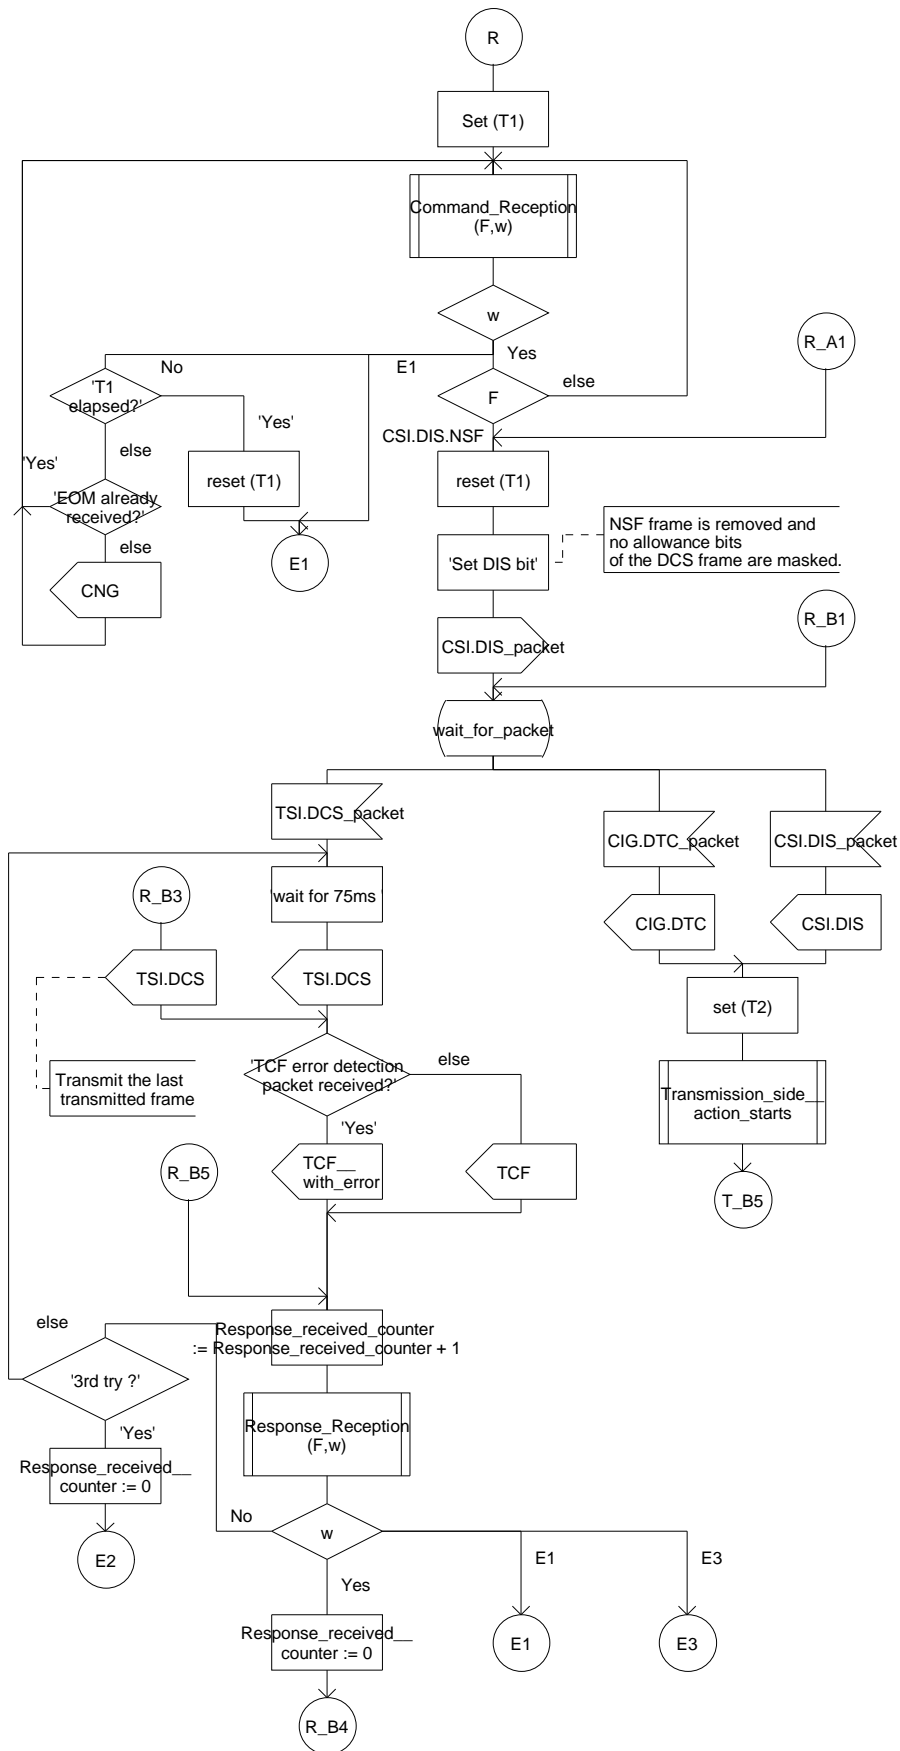 R
Set (T1)
Command_Reception
(F,w)
w
R_A1
No
E1
Yes
'T1
elapsed?'
F
else
'Yes'
CSI.DIS.NSF
else
'Yes'
reset (T1)
reset (T1)
'EOM already
received?'
NSF frame is removed and
no allowance bits
of the DCS frame are masked.
else
E1
'Set DIS bit'
CNG
R_B1
CSI.DIS_packet
wait_for_packet
TSI.DCS_packet
CIG.DTC_packet
CSI.DIS_packet
R_B3
'wait for 75ms '
CIG.DTC
CSI.DIS
TSI.DCS
TSI.DCS
set (T2)
'TCF error detection
packet received?'
else
Transmit the last
transmitted frame
Transmission_side__
action_starts
'Yes'
R_B5
TCF__
with_error
TCF
T_B5
else
Response_received_counter
:= Response_received_counter + 1
'3rd try ?'
'Yes'
Response_Reception
(F,w)
Response_received__
counter := 0
No
w
E2
E1
E3
Yes
Response_received__
counter := 0
E1
E3
R_B4